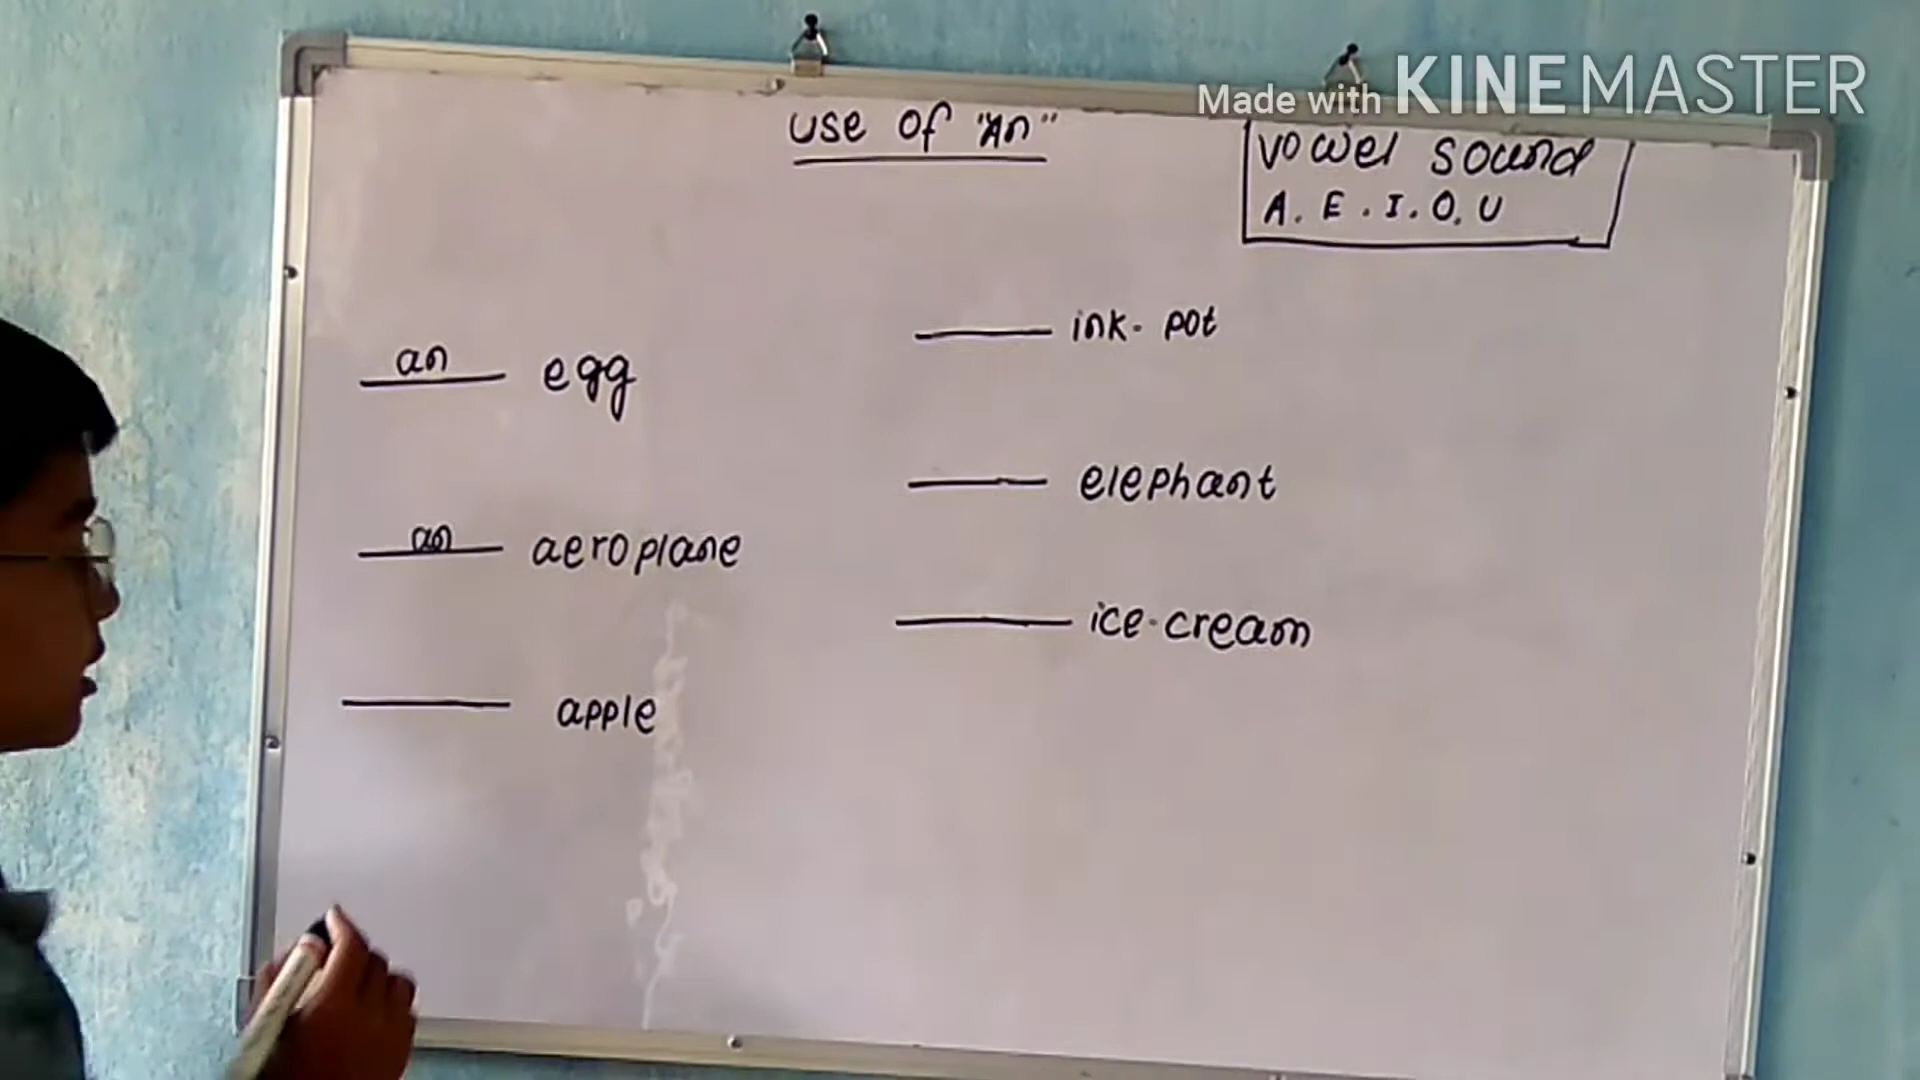 Made with KINEMASTER
use of "An"
vowel sound
A. E. I. O. U
an egg
an aeroplane
apple
ink-pot
elephant
ice-cream